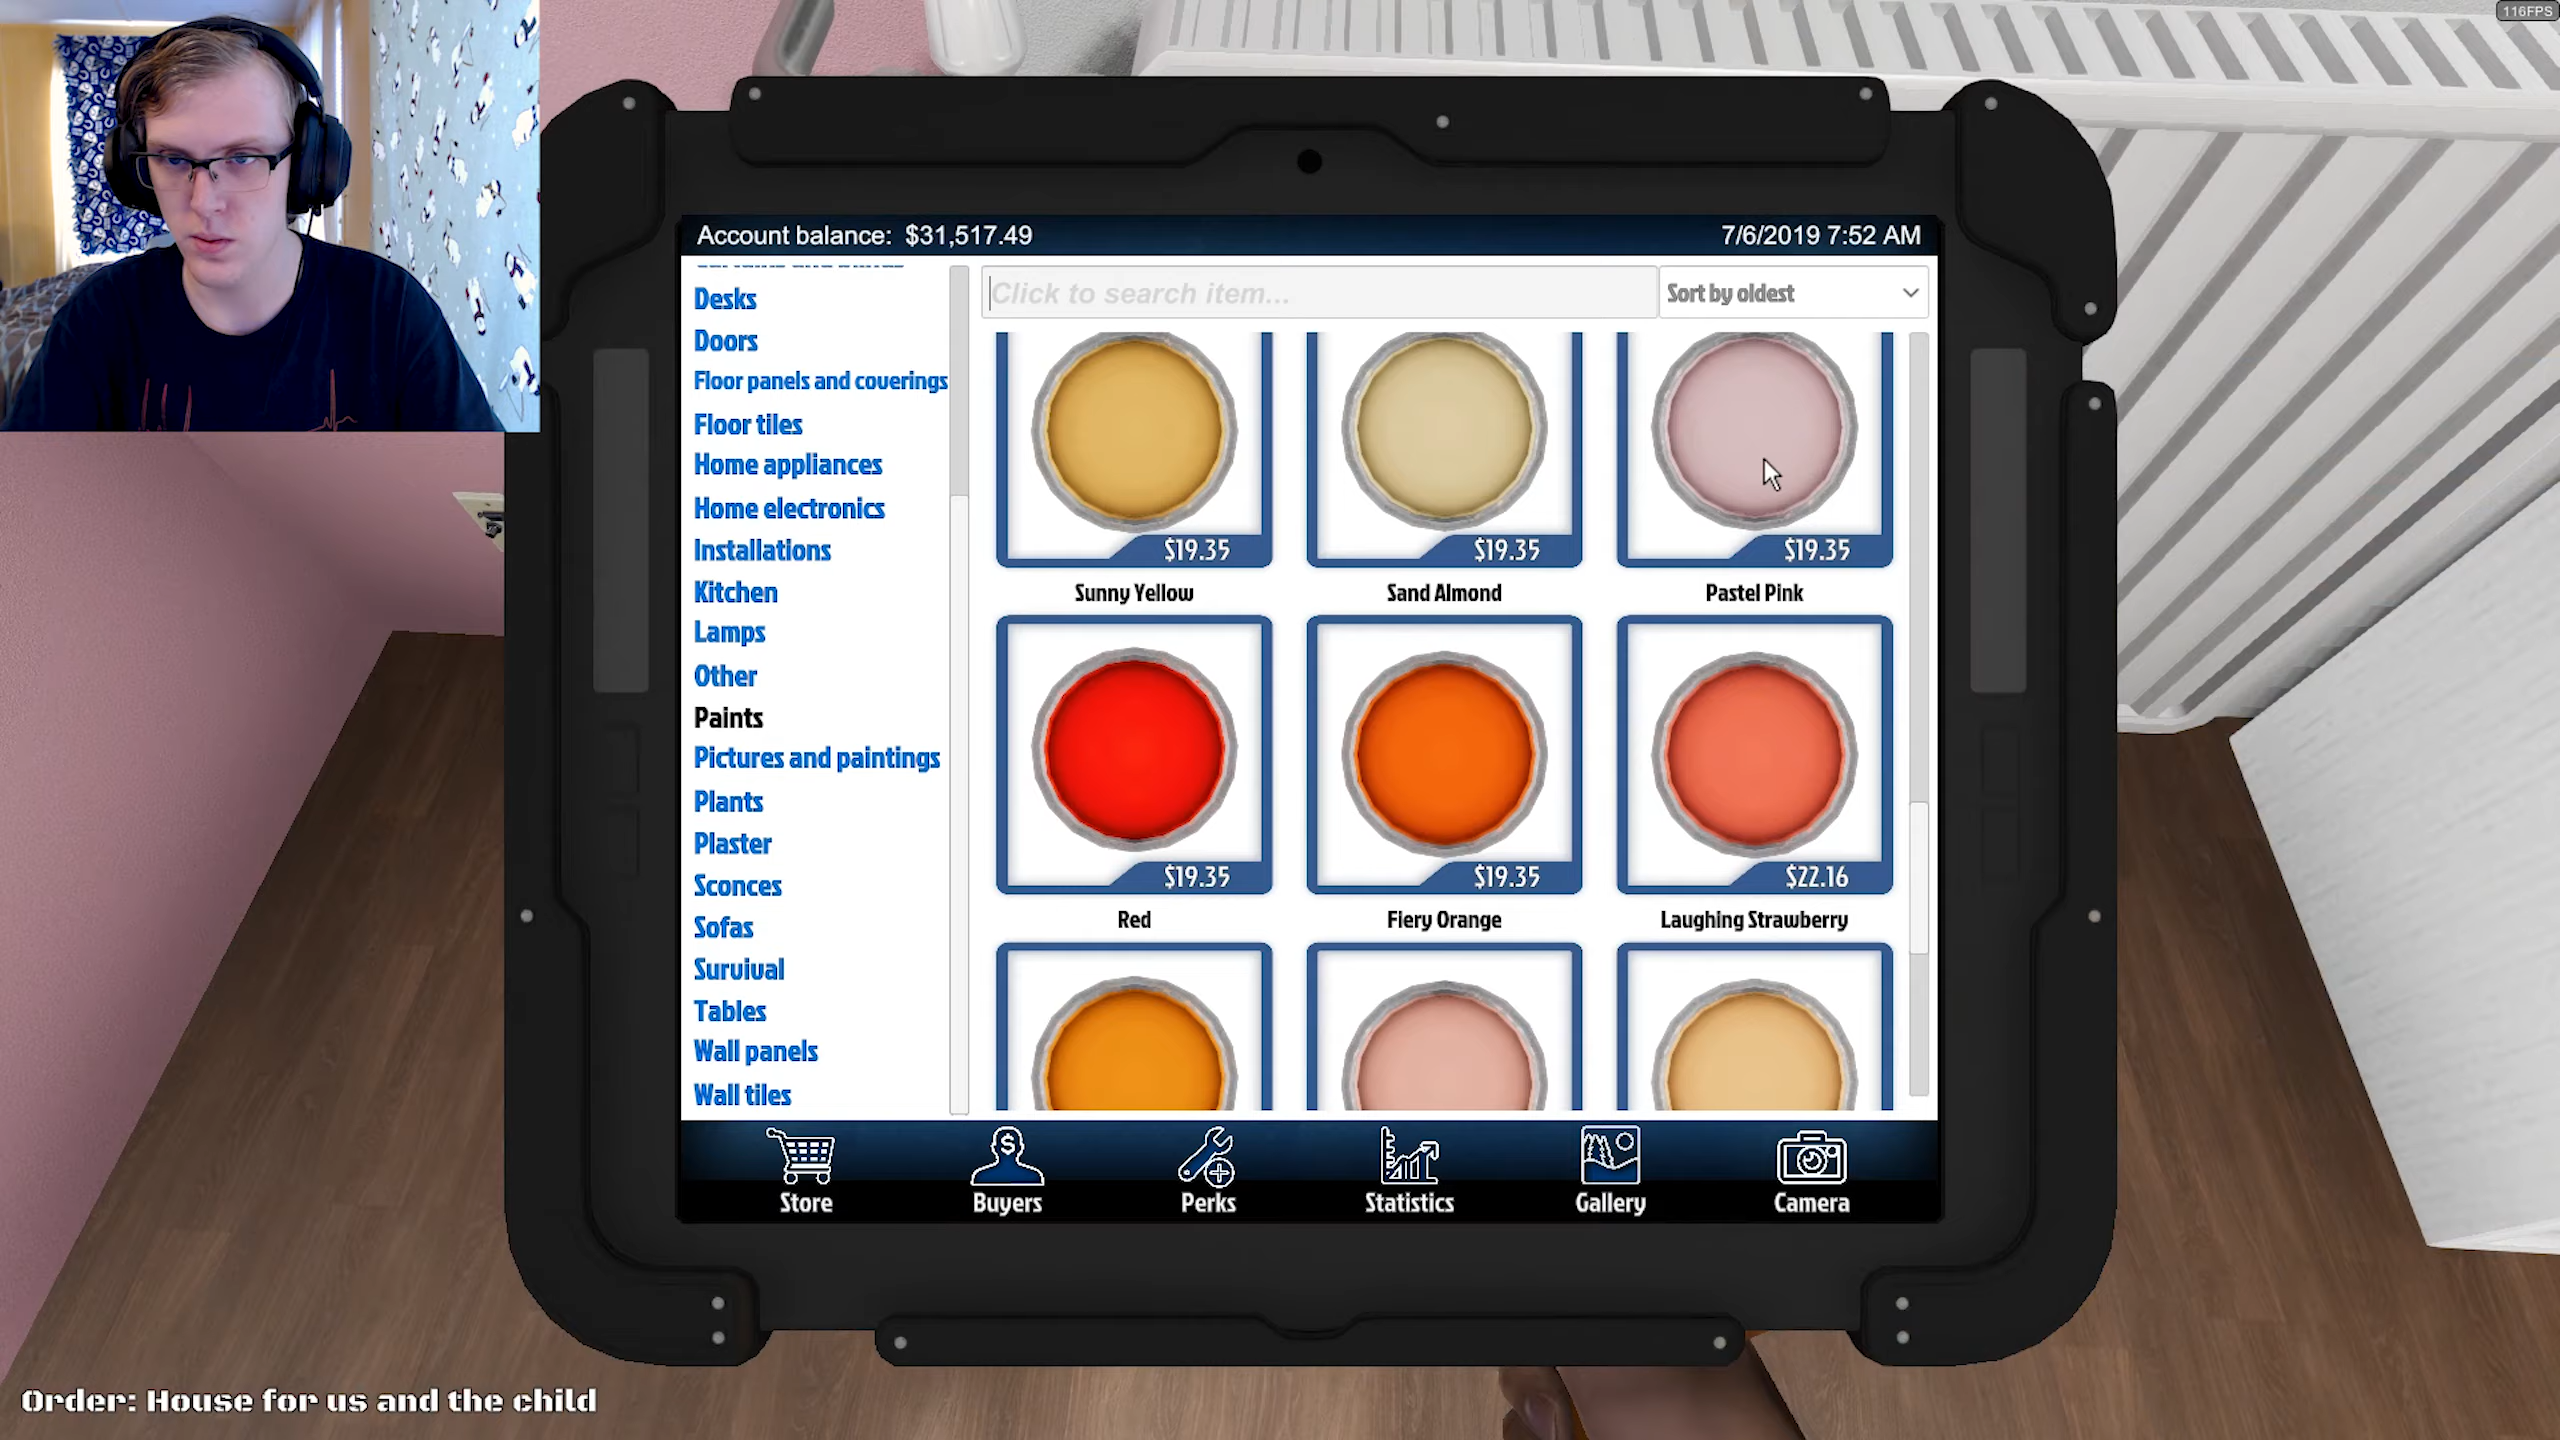 116FPS
Account balance: $31,517.49
7/6/2019 7:52 AM
Desks
Doors
Floor panels and coverings
Floor tiles
Home appliances
Home electronics
Installations
Kitchen
Lamps
Other
Paints
Pictures and paintings
Plants
Plaster
Sconces
Sofas
Survival
Tables
Wall panels
Wall tiles
Click to search item...
Sort by oldest
$19.35
$19.35
$19.35
Sunny Yellow
Sand Almond
Pastel Pink
$19.35
$19.35
$22.16
Red
Fiery Orange
Laughing Strawberry
Store
Buyers
Perks
Statistics
Gallery
Camera
Order: House for us and the child